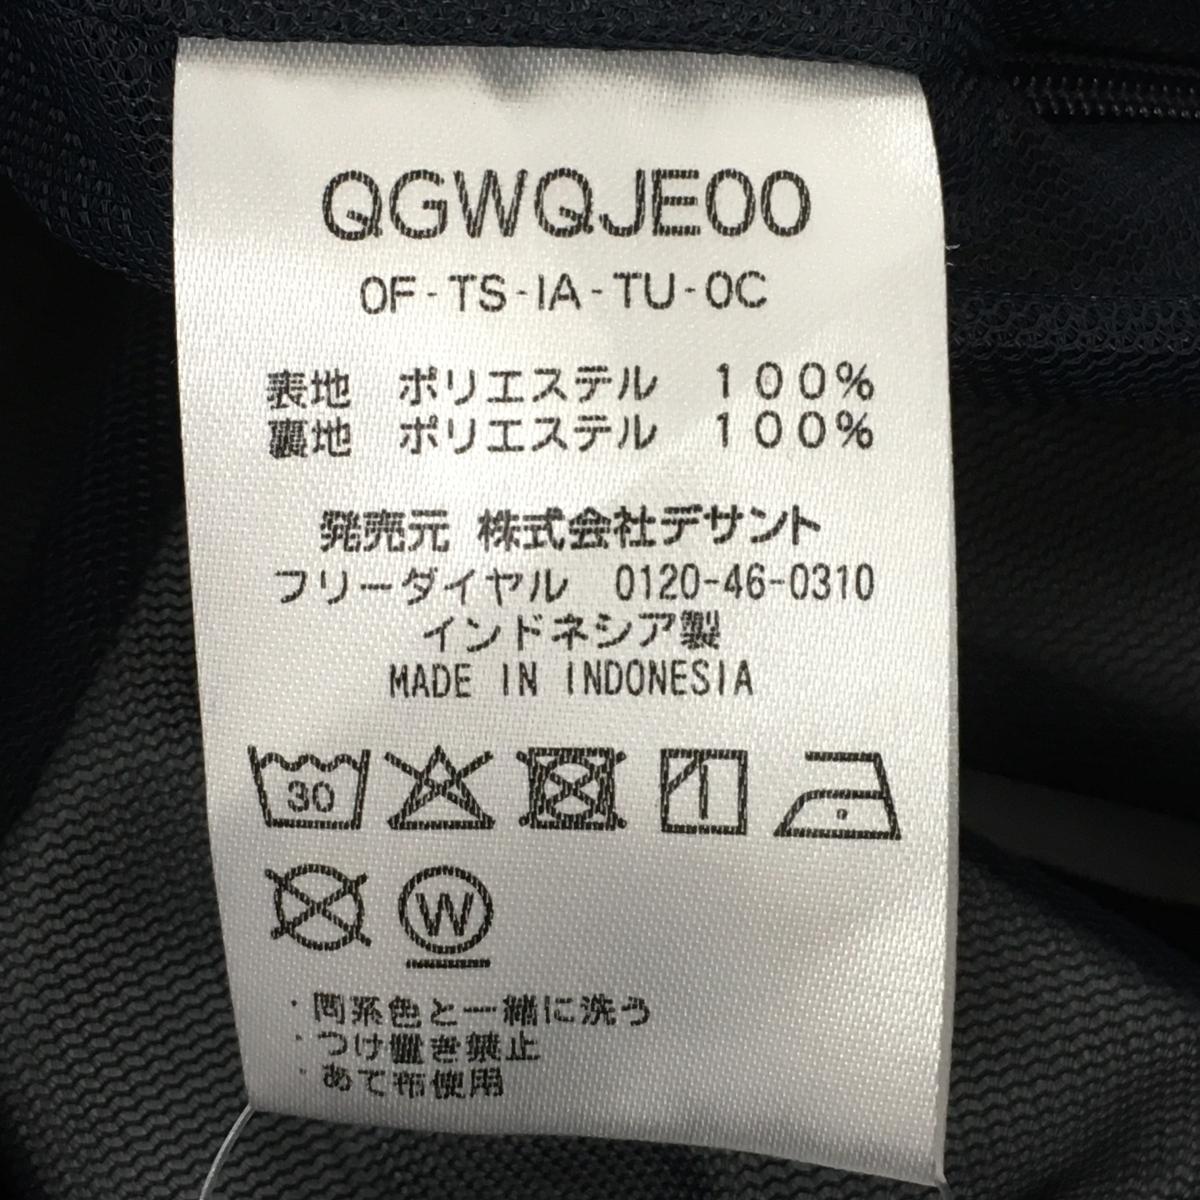 QGWQJE00
0F-TS-IA-TU-0C
表地 ポリエステル 100%
裏地 ポリエステル 100%
発売元 株式会社デサント
フリーダイヤル 0120-46-0310
インドネシア製
MADE IN INDONESIA
30
W
・同系色と一緒に洗う
・つけ置き禁止
・あて布使用